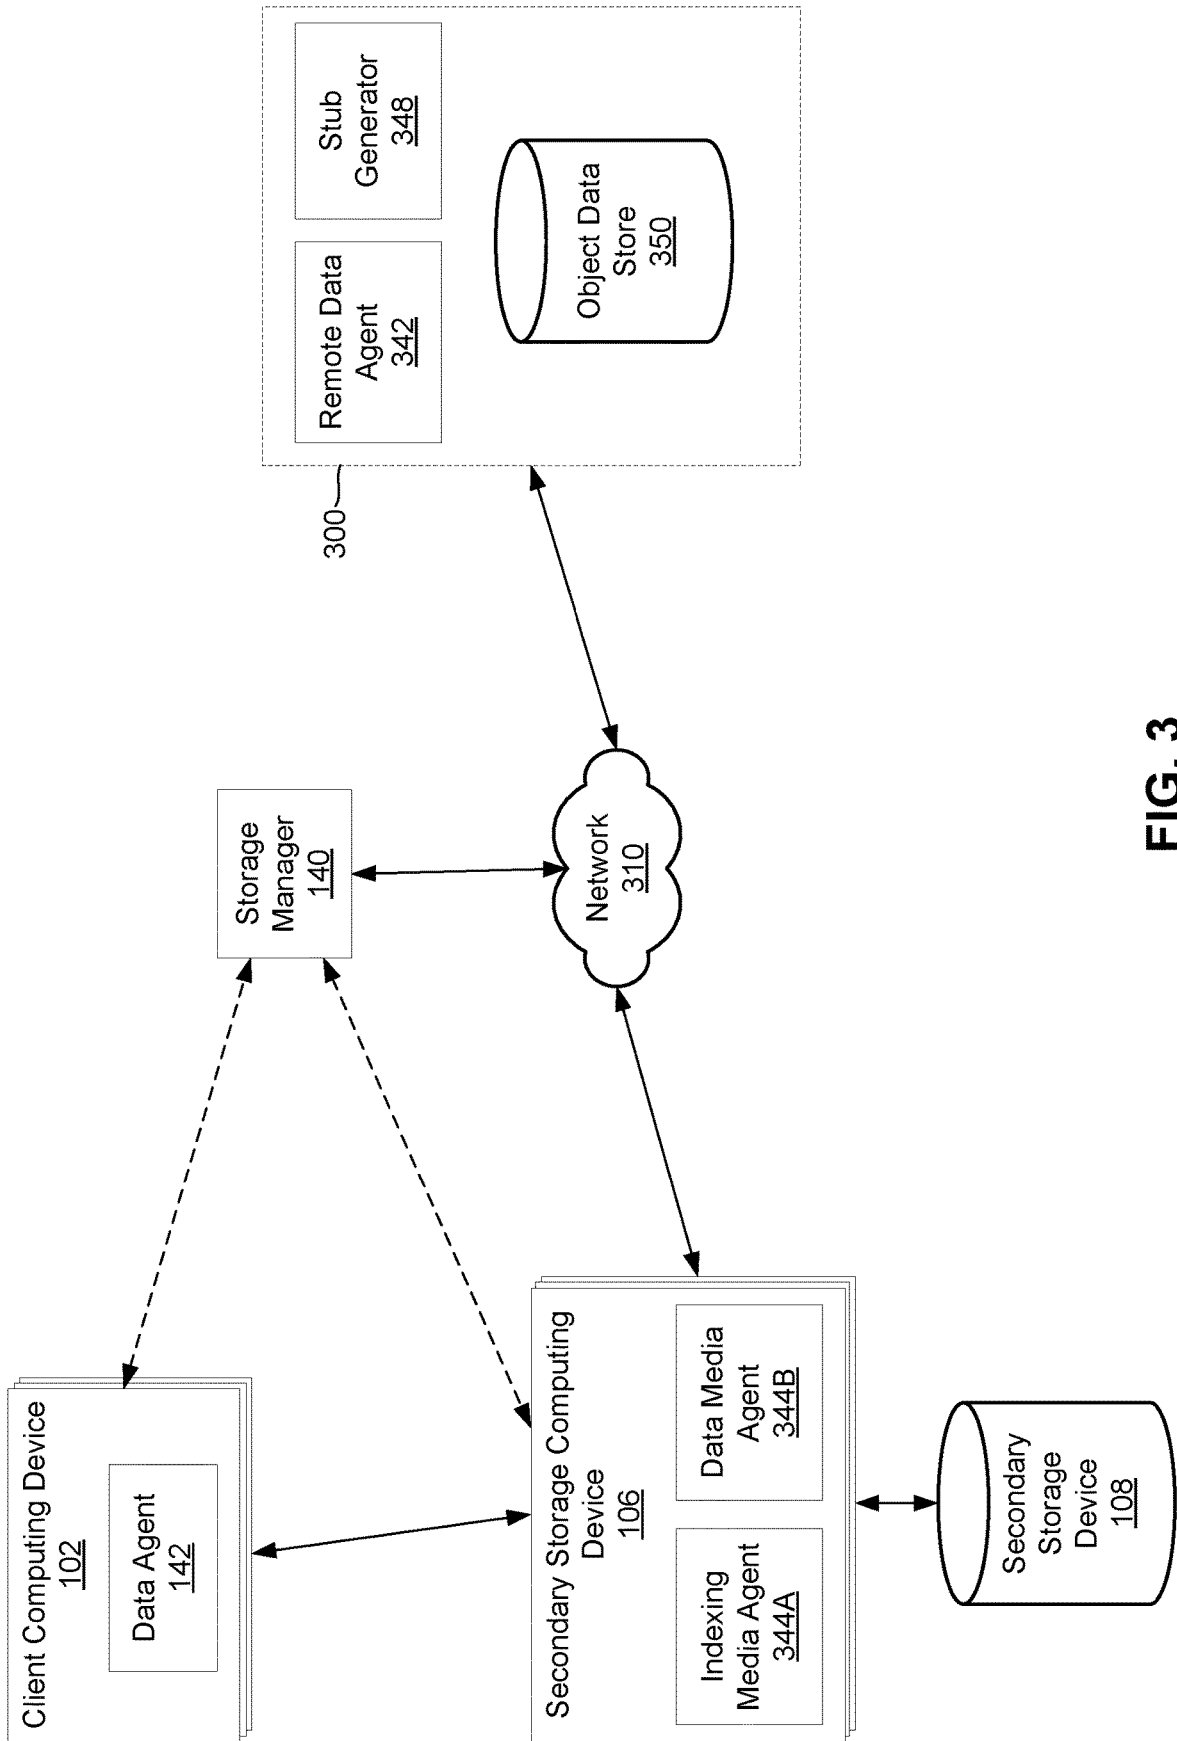 Client Computing Device
102
Data Agent
142
Storage
Manager
140
300
Remote Data
Agent
342
Stub
Generator
348
Object Data
Store
350
Network
310
Secondary Storage Computing
Device
106
Indexing
Media Agent
344A
Data Media
Agent
344B
Secondary
Storage
Device
108
FIG. 3